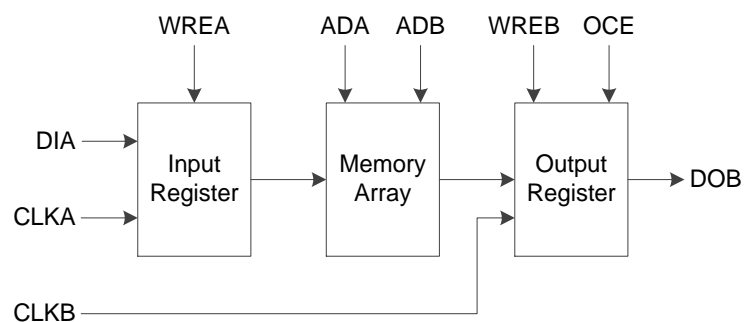 WREA
ADA
ADB
WREB
OCE
DIA
CLKA
Input
Register
Memory
Array
Output
Register
DOB
CLKB